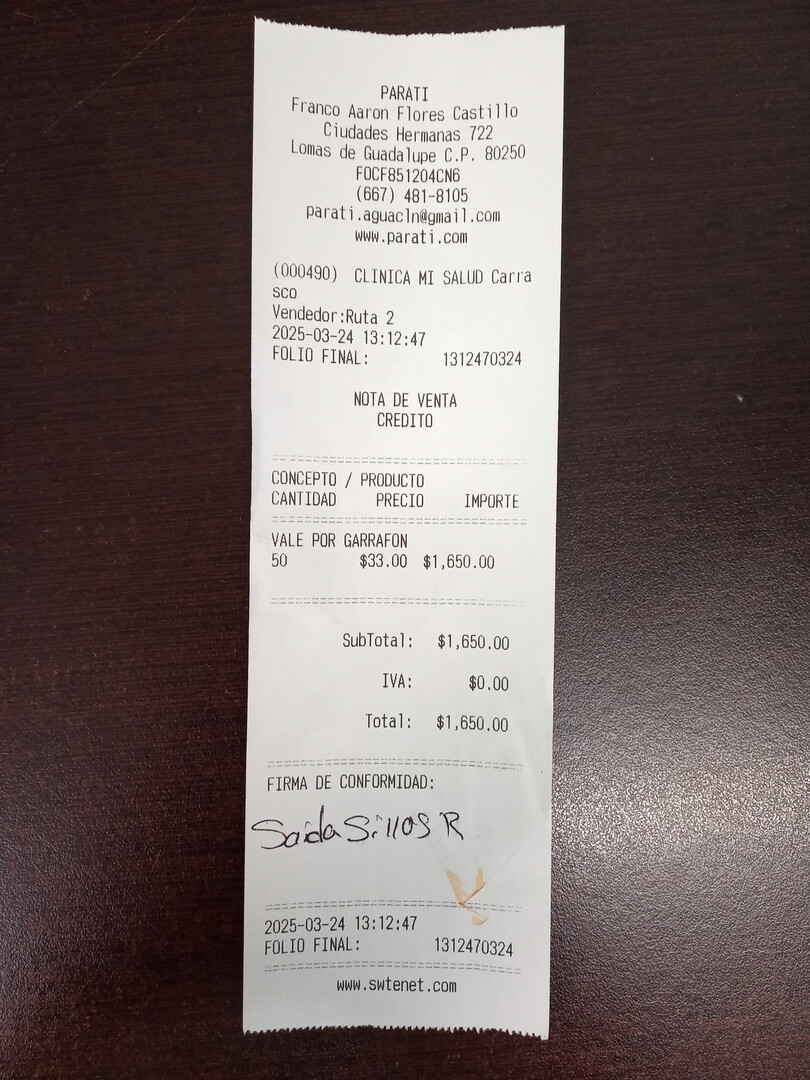 PARATI
Franco Aaron Flores Castillo
Ciudades Hermanas 722
Lomas de Guadalupe C.P. 80250
FOCF851204CN6
(667) 481-8105
parati.aguacln@gmail.com
www.parati.com
(000490) CLINICA MI SALUD Carra
sco
Vendedor:Ruta 2
2025-03-24 13:12:47
FOLIO FINAL: 1312470324
NOTA DE VENTA
CREDITO
CONCEPTO / PRODUCTO
CANTIDAD PRECIO IMPORTE
VALE POR GARRAFON
50 $33.00 $1,650.00
SubTotal: $1,650.00
IVA: $0.00
Total: $1,650.00
FIRMA DE CONFORMIDAD:
Saida Sillos R
2025-03-24 13:12:47
FOLIO FINAL: 1312470324
www.swtenet.com